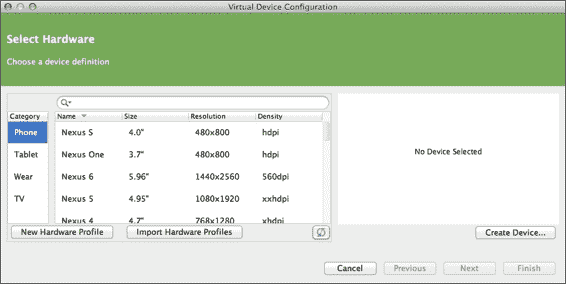 Virtual Device Configuration
Select Hardware
Choose a device definition
Category
Phone
Tablet
Wear
TV
Name Size Resolution Density
Nexus S 4.0" 480x800 hdpi
Nexus One 3.7" 480x800 hdpi
Nexus 6 5.96" 1440x2560 560dpi
Nexus 5 4.95" 1080x1920 xxhdpi
Nexus 4 4.7" 768x1280 xhdpi
No Device Selected
New Hardware Profile Import Hardware Profiles Create Device...
Cancel Previous Next Finish